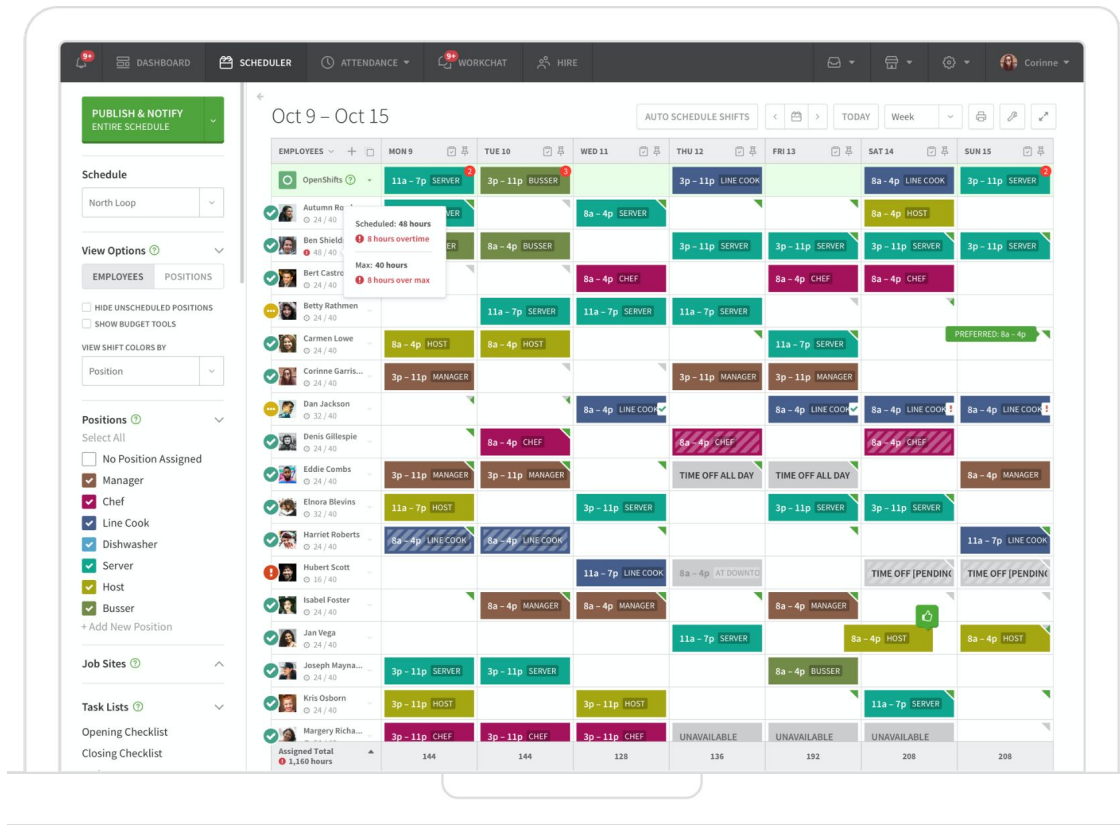 9+
DASHBOARD
SCHEDULER
ATTENDANCE
9+
WORKCHAT
HIRE
Corinne
PUBLISH & NOTIFY
ENTIRE SCHEDULE
Schedule
North Loop
View Options
EMPLOYEES POSITIONS
HIDE UNSCHEDULED POSITIONS
SHOW BUDGET TOOLS
VIEW SHIFT COLORS BY
Position
Positions
Select All
No Position Assigned
Manager
Chef
Line Cook
Dishwasher
Server
Host
Busser
+ Add New Position
Job Sites
Task Lists
Opening Checklist
Closing Checklist
Oct 9 – Oct 15
AUTO SCHEDULE SHIFTS
TODAY
Week
EMPLOYEES MON 9 TUE 10 WED 11 THU 12 FRI 13 SAT 14 SUN 15
OpenShifts 11a – 7p SERVER 2 3p – 11p BUSSER 3 3p – 11p LINE COOK 8a - 4p LINE COOK 3p – 11p SERVER 2
Autumn 8a – 4p SERVER 8a – 4p HOST
24 / 40
Scheduled: 48 hours
8 hours overtime
Max: 40 hours
8 hours over max
Ben 8a – 4p BUSSER 3p – 11p SERVER 3p – 11p SERVER 3p – 11p SERVER 3p – 11p SERVER
48 / 40
Bert Castro 8a – 4p CHEF 8a – 4p CHEF 8a – 4p CHEF
24 / 40
Betty Rathmen 11a – 7p SERVER 11a – 7p SERVER 11a – 7p SERVER
24 / 40
Carmen Lowe 8a – 4p HOST 8a – 4p HOST 11a – 7p SERVER PREFERRED: 8a – 4p
24 / 40
Corinne Garris... 3p – 11p MANAGER 3p – 11p MANAGER 3p – 11p MANAGER
24 / 40
Dan Jackson 8a – 4p LINE COOK 8a – 4p LINE COOK 8a – 4p LINE COOK 8a – 4p LINE COOK
32 / 40
Denis Gillespie 8a – 4p CHEF 8a – 4p CHEF 8a – 4p CHEF
24 / 40
Eddie Combs 3p – 11p MANAGER 3p – 11p MANAGER TIME OFF ALL DAY TIME OFF ALL DAY 8a – 4p MANAGER
24 / 40
Elnora Blevins 11a – 7p HOST 3p – 11p SERVER 3p – 11p SERVER 3p – 11p SERVER
32 / 40
Harriet Roberts 8a – 4p LINE COOK 8a – 4p LINE COOK 11a – 7p LINE COOK
24 / 40
Hubert Scott 11a – 7p LINE COOK 8a – 4p AT DOWNTO TIME OFF [PENDING TIME OFF [PENDING
16 / 40
Isabel Foster 8a – 4p MANAGER 8a – 4p MANAGER 8a – 4p MANAGER
24 / 40
Jan Vega 11a – 7p SERVER 8a – 4p HOST 8a – 4p HOST
24 / 40
Joseph Mayna... 3p – 11p SERVER 3p – 11p SERVER 8a – 4p BUSSER
24 / 40
Kris Osborn 3p – 11p HOST 3p – 11p HOST 11a – 7p SERVER
24 / 40
Margery Richa... 3p – 11p CHEF 3p – 11p CHEF 3p – 11p CHEF UNAVAILABLE UNAVAILABLE UNAVAILABLE
Assigned Total 144 144 128 136 192 208 208
1,160 hours